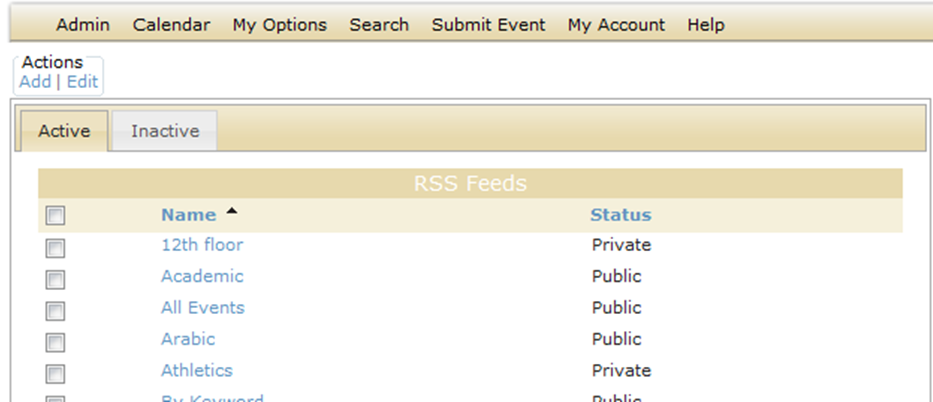 Admin Calendar My Options Search Submit Event My Account Help
Actions
Add | Edit
Active Inactive
RSS Feeds
Name Status
12th floor Private
Academic Public
All Events Public
Arabic Public
Athletics Private
By Keyword Public